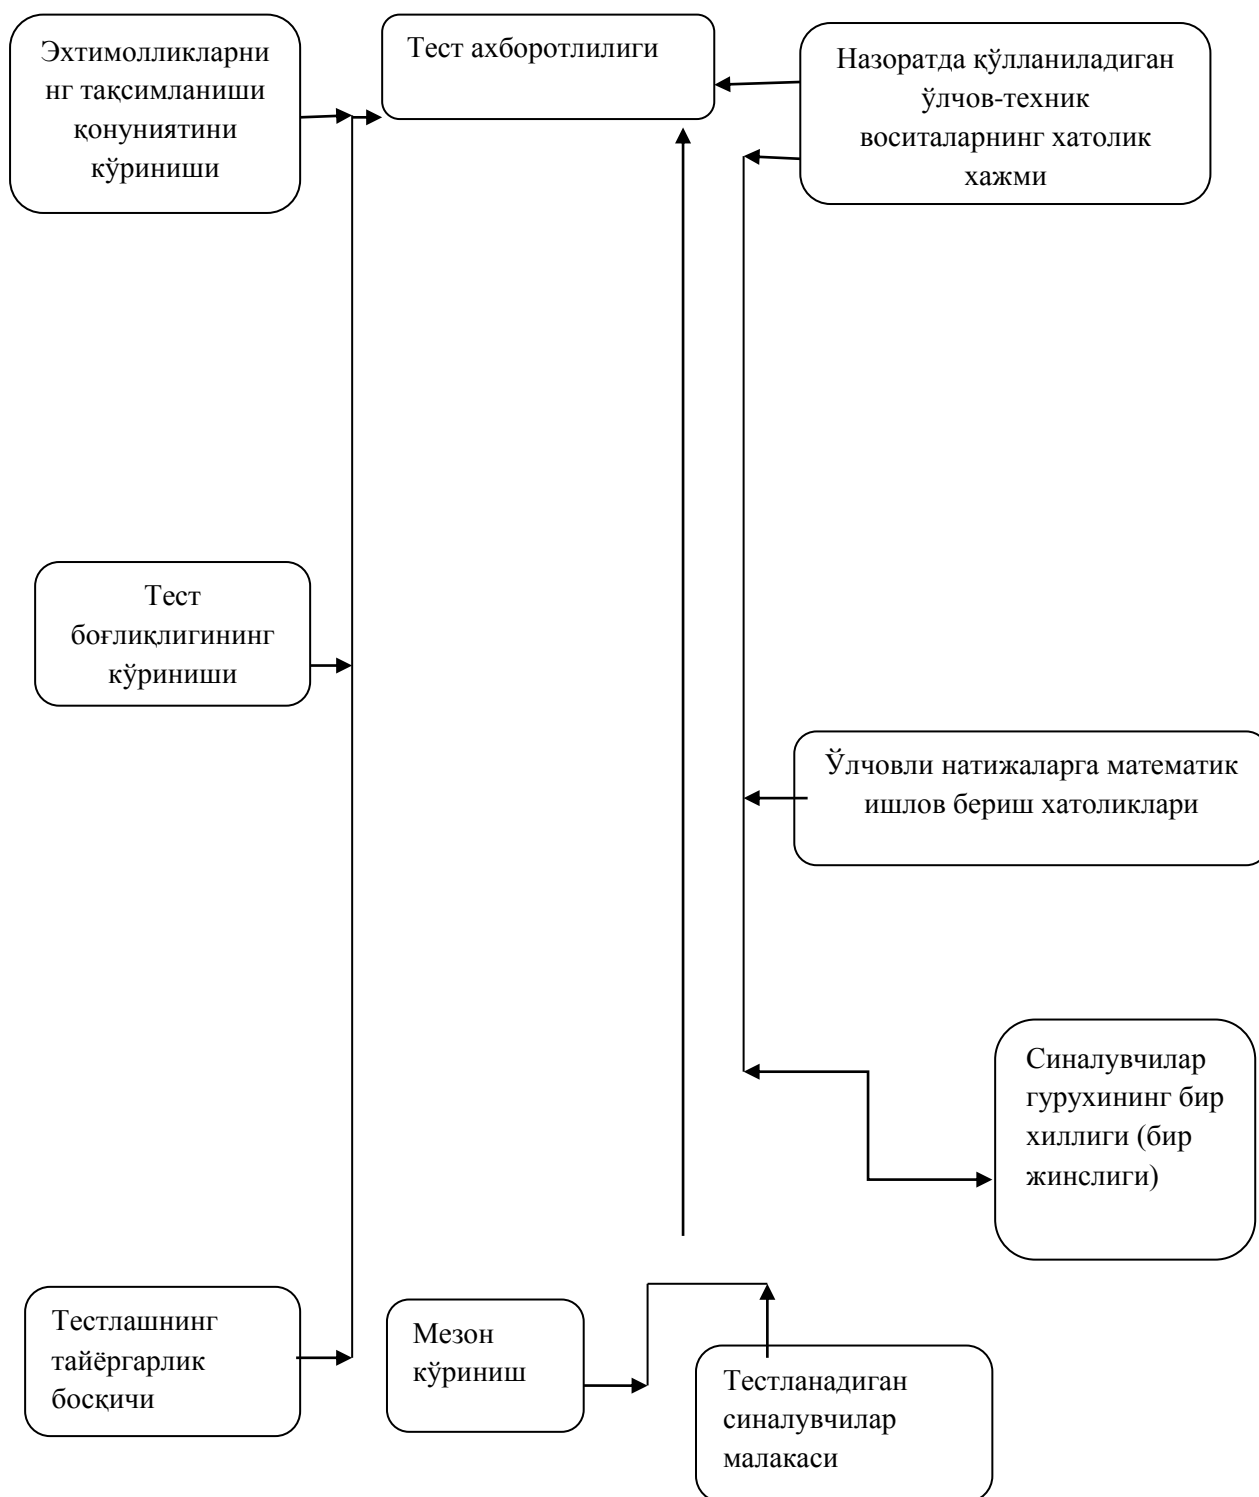 Эхтимолликларни
нг тақсимланиши
қонуниятини
кўриниши
Тест ахборотлилиги
Назоратда қўлланиладиган
ўлчов-техник
воситаларнинг хатолик
хажми
Тест
боғлиқлигининг
кўриниши
Ўлчовли натижаларга математик
ишлов бериш хатоликлари
Синалувчилар
гурухининг бир
хиллиги (бир
жинслиги)
Тестлашнинг
тайёргарлик
босқичи
Мезон
кўриниш
Тестланадиган
синалувчилар
малакаси